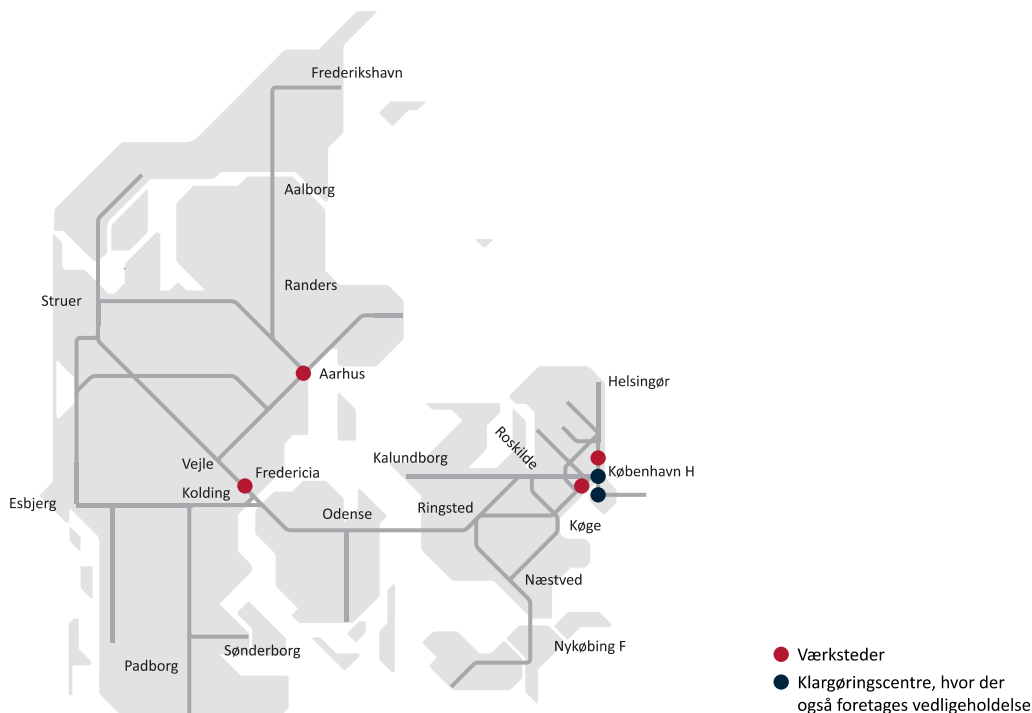 Frederikshavn
Aalborg
Randers
Struer
Aarhus
Helsingør
Roskilde
Kalundborg
Vejle
Fredericia
København H
Kolding
Esbjerg
Odense
Ringsted
Køge
Næstved
Nykøbing F
Sønderborg
Padborg
Værksteder
Klargøringscentre, hvor der
også foretages vedligeholdelse